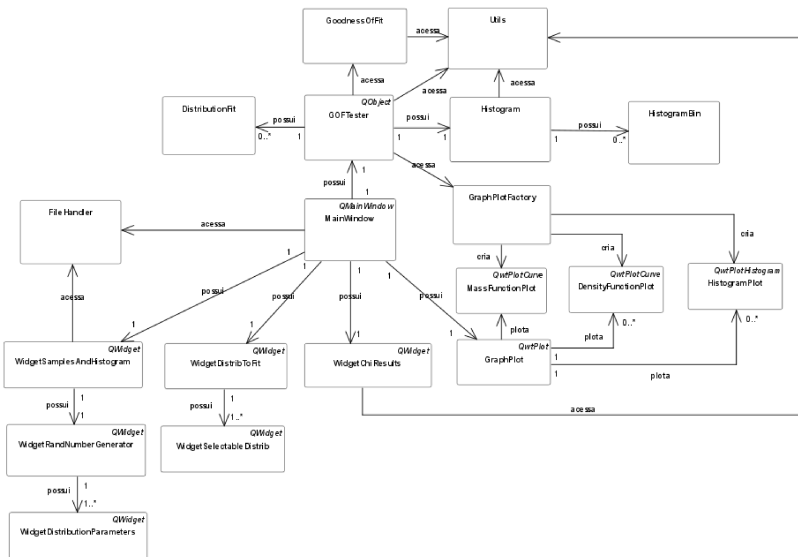 GoodnessOfFit
Utils
acessa
acessa
acessa
acessa
QObject
DistributionFit
GOFTester
Histogram
HistogramBin
possui
possui
possui
0..*
1
1
1
1
0..*
acessa
1
possui
1
QMainWindow
MainWindow
GraphPlotFactory
FileHandler
acessa
cria
cria
cria
1
1
1
1
QwtPlotCurve
MassFunctionPlot
QwtPlotCurve
DensityFunctionPlot
QwtPlotHistogram
HistogramPlot
acessa
possui
possui
possui
possui
plota
0..*
0..*
1
1
1
1
QWidget
WidgetSamplesAndHistogram
QWidget
WidgetDistribToFit
QWidget
WidgetChiResults
QwtPlot
GraphPlot
plota
1
1
plota
possui
1
1
possui
1
1..*
acessa
QWidget
WidgetRandNumberGenerator
QWidget
WidgetSelectableDistrib
possui
1
1..*
QWidget
WidgetDistributionParameters